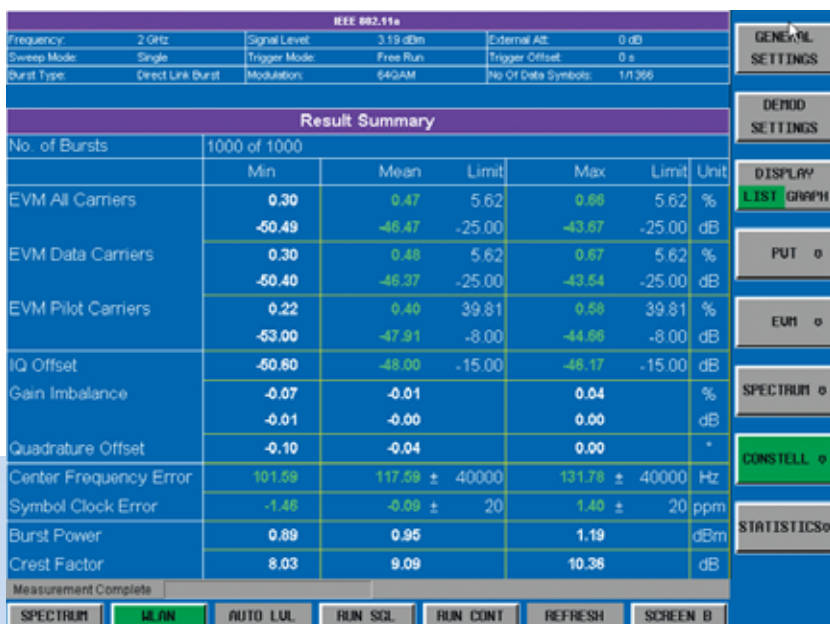 IEEE 802.11a
Frequency: 2 GHz Signal Level: 3.19 dBm External Att: 0 dB
Sweep Mode: Single Trigger Mode: Free Run Trigger Offset: 0 s
Burst Type: Direct Link Burst Modulation: 64QAM No Of Data Symbols: 1/1366
Result Summary
No. of Bursts 1000 of 1000
Min Mean Limit Max Limit Unit
EVM All Carriers 0.30 0.47 5.62 0.66 5.62 %
-50.49 -46.47 -25.00 -43.67 -25.00 dB
EVM Data Carriers 0.30 0.48 5.62 0.67 5.62 %
-50.40 -46.37 -25.00 -43.54 -25.00 dB
EVM Pilot Carriers 0.22 0.40 39.81 0.58 39.81 %
-53.00 -47.91 -8.00 -44.66 -8.00 dB
IQ Offset -50.60 -48.00 -15.00 -46.17 -15.00 dB
Gain Imbalance -0.07 -0.01 0.04 %
-0.01 -0.00 0.00 dB
Quadrature Offset -0.10 -0.04 0.00 °
Center Frequency Error 101.59 117.59 ± 40000 131.78 ± 40000 Hz
Symbol Clock Error -1.46 -0.09 ± 20 1.40 ± 20 ppm
Burst Power 0.89 0.95 1.19 dBm
Crest Factor 8.03 9.09 10.36 dB
Measurement Complete
SPECTRUM WLAN AUTO LVL RUN SGL RUN CONT REFRESH SCREEN B
GENERAL
SETTINGS
DEMOD
SETTINGS
DISPLAY
LIST GRAPH
PUT
EVM
SPECTRUM
CONSTELL
STATISTICS